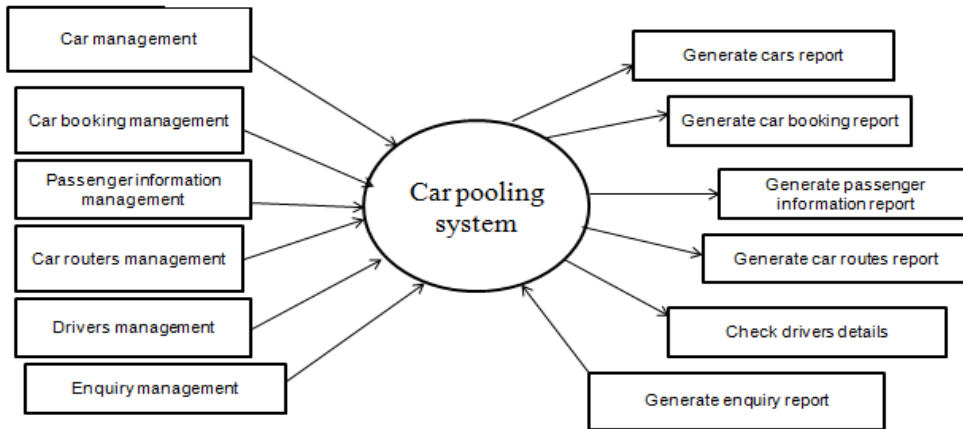 Car management
Car booking management
Passenger information
management
Car routers management
Drivers management
Enquiry management
Car pooling
system
Generate cars report
Generate car booking report
Generate passenger
information report
Generate car routes report
Check drivers details
Generate enquiry report